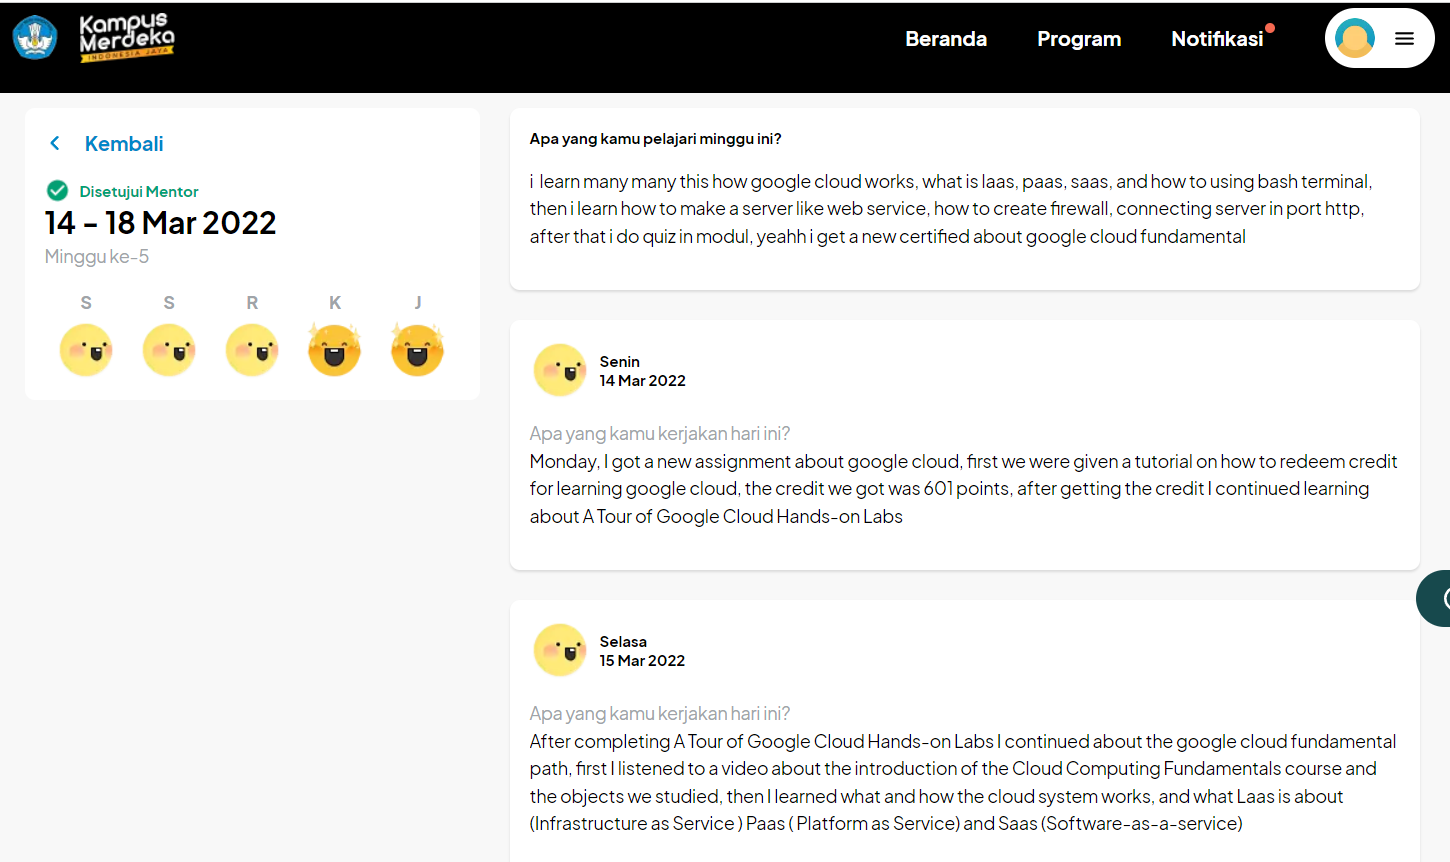 Kampus
Merdeka
INDONESIA JAYA
Beranda
Program
Notifikasi
Kembali
Disetujui Mentor
14 - 18 Mar 2022
Minggu ke-5
S S R K J
Apa yang kamu pelajari minggu ini?
i learn many many this how google cloud works, what is Iaas, paas, saas, and how to using bash terminal,
then i learn how to make a server like web service, how to create firewall, connecting server in port http,
after that i do quiz in modul, yeahh i get a new certified about google cloud fundamental
Senin
14 Mar 2022
Apa yang kamu kerjakan hari ini?
Monday, I got a new assignment about google cloud, first we were given a tutorial on how to redeem credit
for learning google cloud, the credit we got was 601 points, after getting the credit I continued learning
about A Tour of Google Cloud Hands-on Labs
Selasa
15 Mar 2022
Apa yang kamu kerjakan hari ini?
After completing A Tour of Google Cloud Hands-on Labs I continued about the google cloud fundamental
path, first I listened to a video about the introduction of the Cloud Computing Fundamentals course and
the objects we studied, then I learned what and how the cloud system works, and what Iaas is about
(Infrastructure as Service ) Paas ( Platform as Service) and Saas (Software-as-a-service)